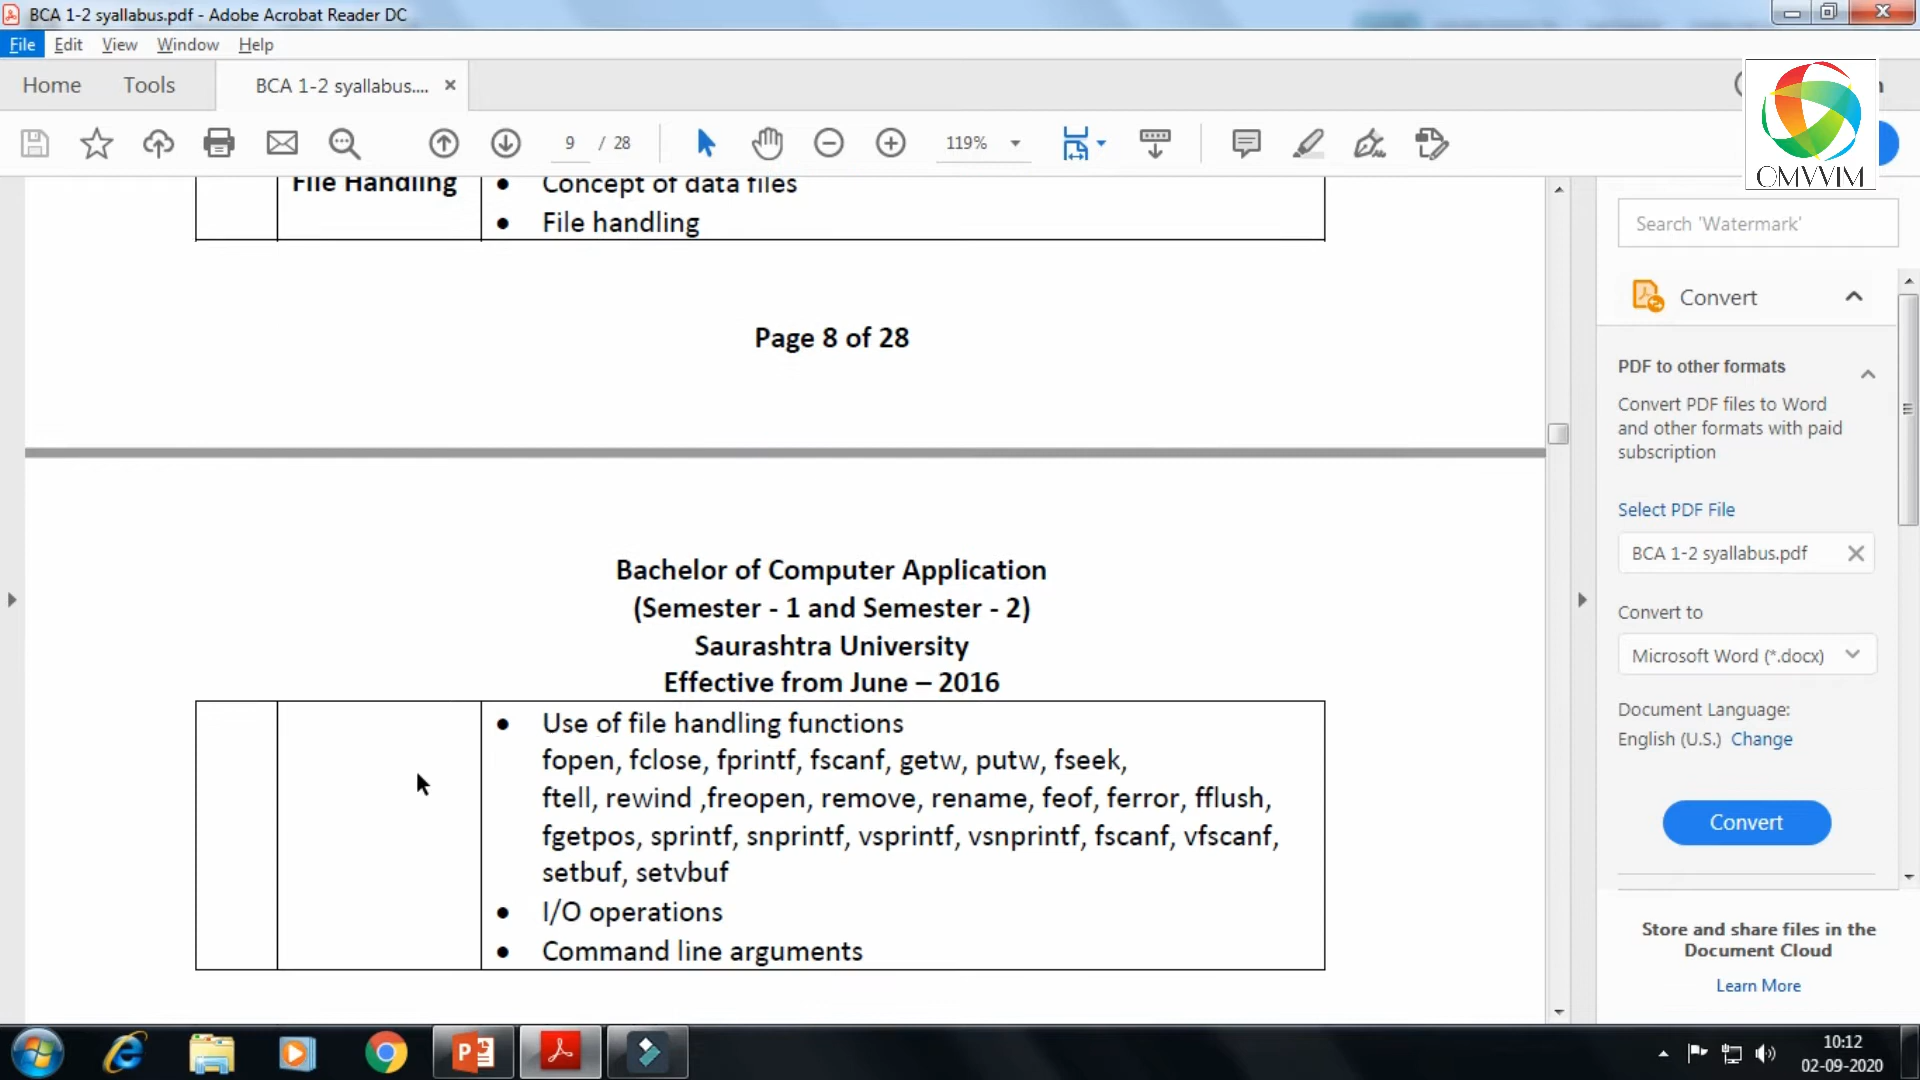 BCA 1-2 syallabus.pdf - Adobe Acrobat Reader DC
File Edit View Window Help
Home Tools BCA 1-2 syallabus....
OMVVIM
9 / 28 119%
File Handling
• Concept of data files
• File handling
Page 8 of 28
Bachelor of Computer Application
(Semester - 1 and Semester - 2)
Saurashtra University
Effective from June – 2016
• Use of file handling functions
fopen, fclose, fprintf, fscanf, getw, putw, fseek,
ftell, rewind ,freopen, remove, rename, feof, ferror, fflush,
fgetpos, sprintf, snprintf, vsprintf, vsnprintf, fscanf, vfscanf,
setbuf, setvbuf
• I/O operations
• Command line arguments
Search 'Watermark'
Convert
PDF to other formats
Convert PDF files to Word
and other formats with paid
subscription
Select PDF File
BCA 1-2 syallabus.pdf
Convert to
Microsoft Word (*.docx)
Document Language:
English (U.S.) Change
Convert
Store and share files in the
Document Cloud
Learn More
10:12
02-09-2020